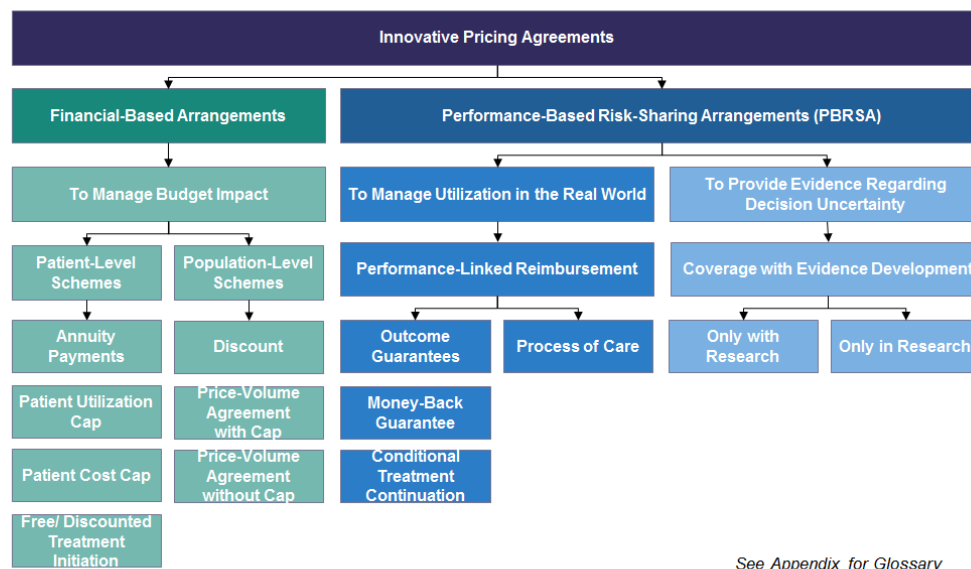 Innovative Pricing Agreements
Financial-Based Arrangements
Performance-Based Risk-Sharing Arrangements (PBRSA)
To Manage Budget Impact
To Manage Utilization in the Real World
To Provide Evidence Regarding
Decision Uncertainty
Patient-Level
Schemes
Population-Level
Schemes
Performance-Linked Reimbursement
Coverage with Evidence Development
Annuity
Payments
Discount
Outcome
Guarantees
Process of Care
Only with
Research
Only in Research
Patient Utilization
Cap
Price-Volume
Agreement
with Cap
Money-Back
Guarantee
Patient Cost Cap
Price-Volume
Agreement
without Cap
Conditional
Treatment
Continuation
Free/ Discounted
Treatment
Initiation
See Appendix for Glossary